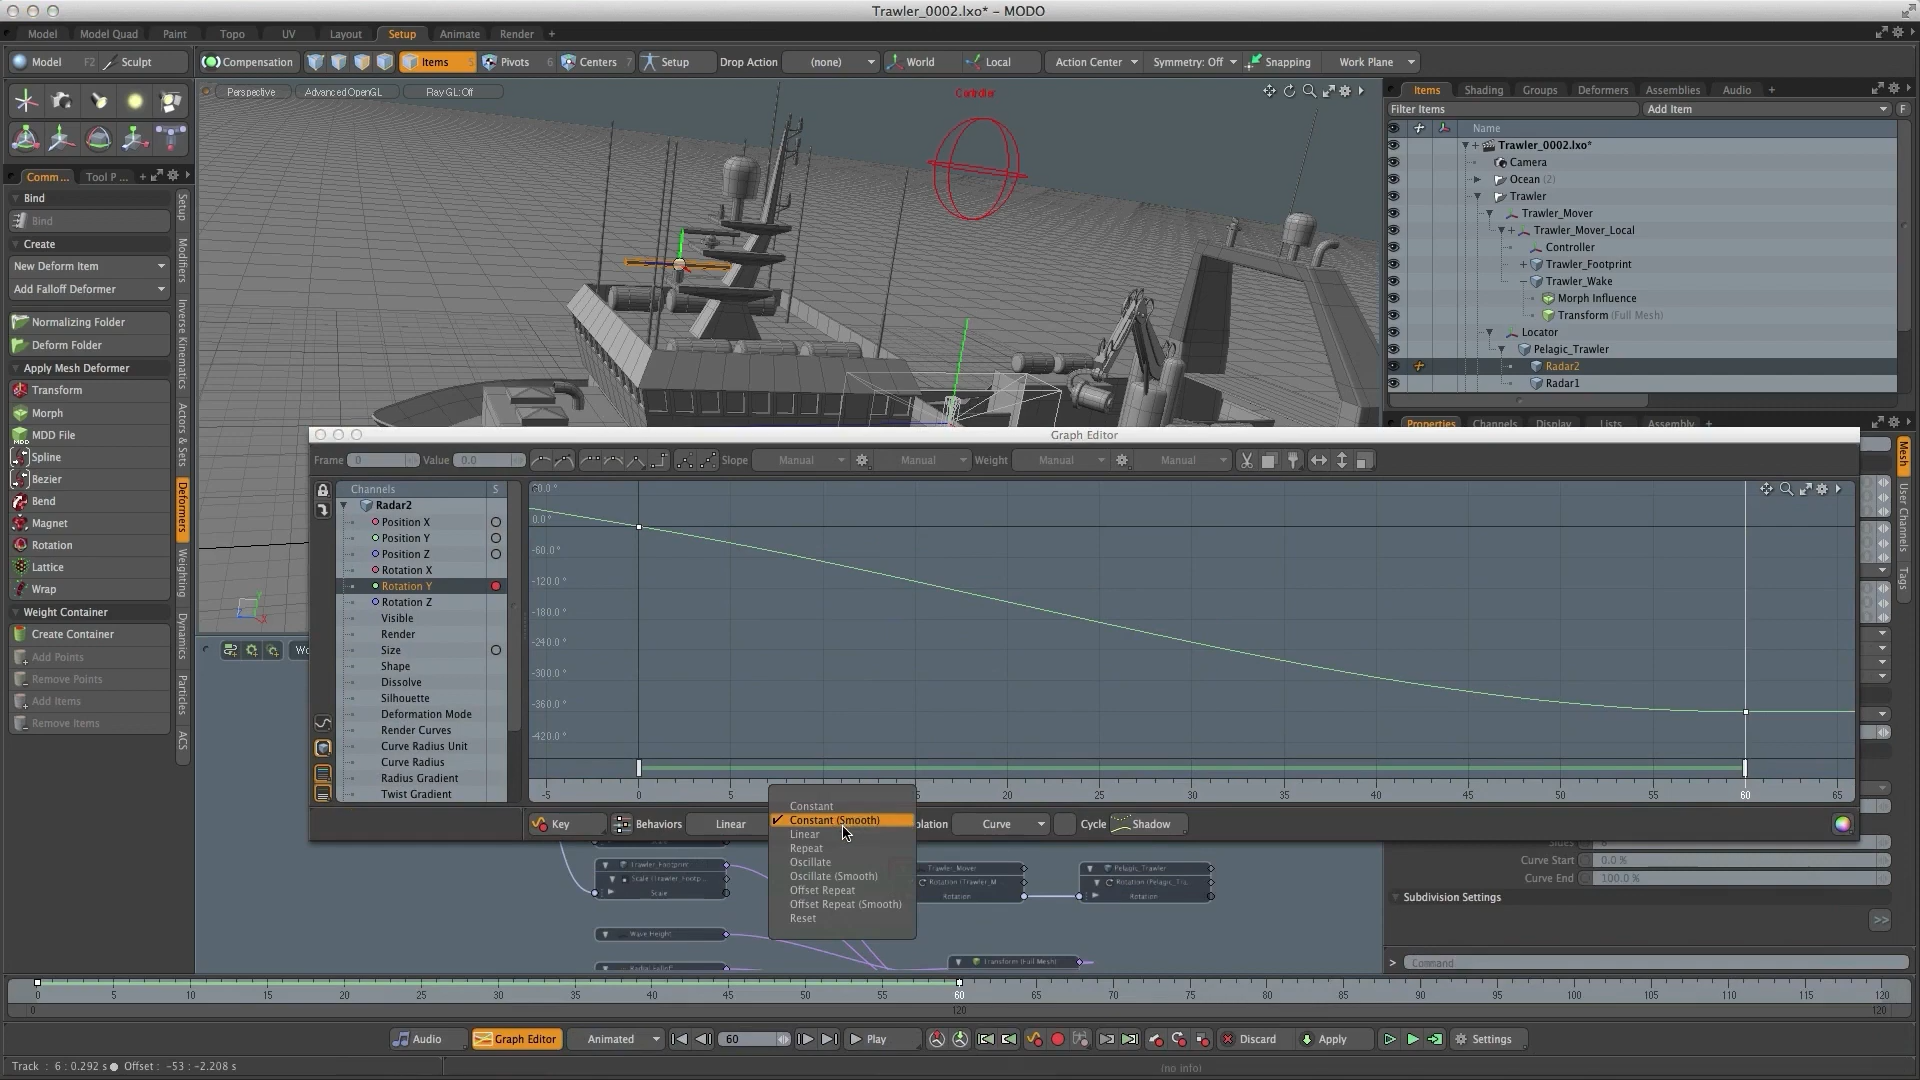 Trawler_0002.lxo* – MODO
Model Model Quad Paint Topo UV Layout Setup Animate Render +
Model F2 Sculpt Compensation Items 5 Pivots 6 Centers 7 Setup Drop Action (none) World Local Action Center Symmetry: Off Snapping Work Plane
Perspective Advanced OpenGL Ray GL: Off
Controller
Items Shading Groups Deformers Assemblies Audio +
Filter Items Add Item F
Name
Trawler_0002.lxo*
Camera
Ocean (2)
Trawler
Trawler_Mover
Trawler_Mover_Local
Controller
Trawler_Footprint
Trawler_Wake
Morph Influence
Transform (Full Mesh)
Locator
Pelagic_Trawler
Radar2
Radar1
Properties Channels Display Lists Assembly +
Mesh
User Channels
Tags
Comm... Tool P... +
Bind
Bind
Create
New Deform Item
Add Falloff Deformer
Normalizing Folder
Deform Folder
Apply Mesh Deformer
Transform
Morph
MDD File
Spline
Bezier
Bend
Magnet
Rotation
Lattice
Wrap
Weight Container
Create Container
Add Points
Remove Points
Add Items
Remove Items
Setup
Modifiers
Inverse Kinematics
Actors & Sets
Deformers
Weighting
Dynamics
Particles
ACS
Graph Editor
Frame 0 Value 0.0 Slope Manual Manual Weight Manual Manual
Channels S
Radar2
Position X
Position Y
Position Z
Rotation X
Rotation Y
Rotation Z
Visible
Render
Size
Shape
Dissolve
Silhouette
Deformation Mode
Render Curves
Curve Radius Unit
Curve Radius
Radius Gradient
Twist Gradient
0.0 °
-60.0 °
-120.0 °
-180.0 °
-240.0 °
-300.0 °
-360.0 °
-420.0 °
-5 0 5 20 25 30 35 40 45 50 55 60 65
Key Behaviors Linear Curve Cycle Shadow
Constant
Constant (Smooth)
Linear
Repeat
Oscillate
Oscillate (Smooth)
Offset Repeat
Offset Repeat (Smooth)
Reset
Trawler_Footprint
Scale (Trawler_Footp...
Scale
Wave Height
Trawler_Mover
Rotation (Trawler_M...
Rotation
Pelagic_Trawler
Rotation
Transform (Full Mesh)
Curve Start 0.0 %
Curve End 100.0 %
Subdivision Settings
>>
> Command
0 5 10 15 20 25 30 35 40 45 50 55 60 65 70 75 80 85 90 95 100 105 110 115 120
0 120 120
Audio Graph Editor Animated 60 Play Discard Apply Settings
Track : 6 : 0.292 s Offset : -53 : -2.208 s
(no info)